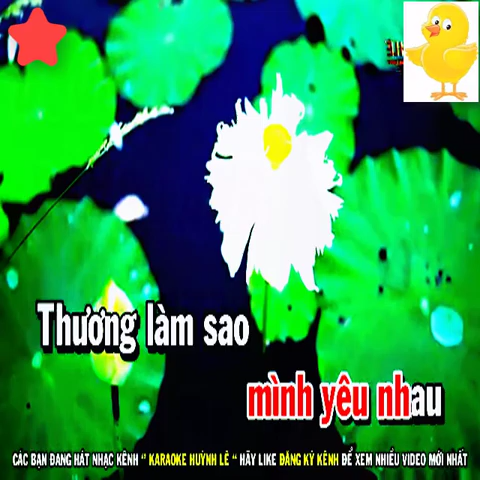 Thương làm sao
mình yêu nhau
CÁC BẠN ĐANG HÁT NHẠC KÊNH " KARAOKE HUỲNH LÊ " HÃY LIKE ĐĂNG KÝ KÊNH ĐỂ XEM NHIỀU VIDEO MỚI NHẤT